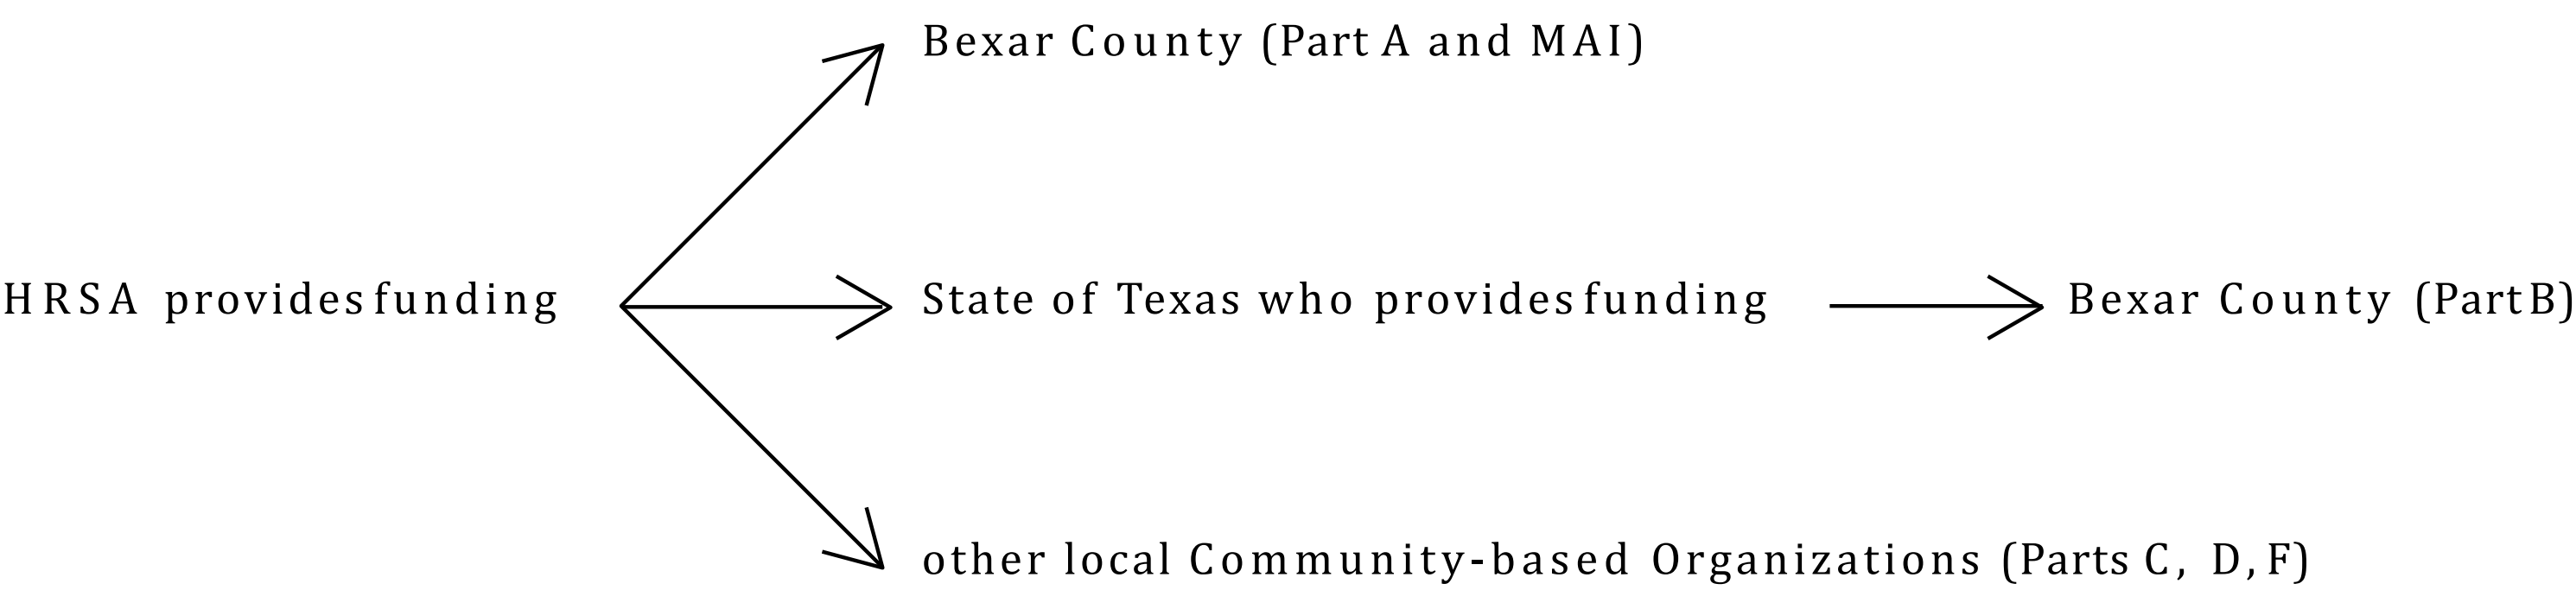 Bexar County (Part A and MAI)
HRSA provides funding
State of Texas who provides funding
Bexar County (Part B)
other local Community-based Organizations (Parts C, D, F)